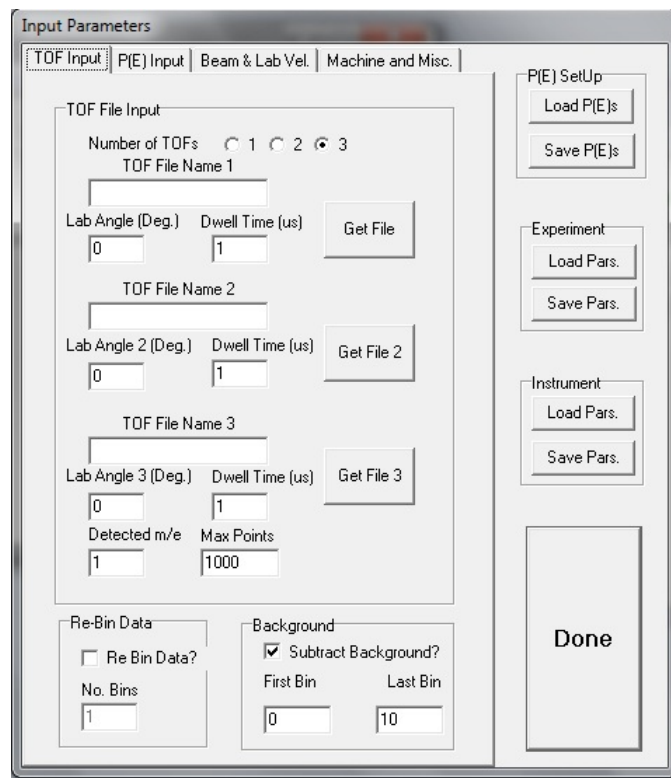 Input Parameters
TOF Input P(E) Input Beam & Lab Vel. Machine and Misc.
TOF File Input
Number of TOFs 1 2 3
TOF File Name 1
Lab Angle (Deg.) Dwell Time (us)
0 1
Get File
TOF File Name 2
Lab Angle 2 (Deg.) Dwell Time (us)
0 1
Get File 2
TOF File Name 3
Lab Angle 3 (Deg.) Dwell Time (us)
0 1
Get File 3
Detected m/e Max Points
1 1000
Re-Bin Data
Re Bin Data?
No. Bins
1
Background
Subtract Background?
First Bin Last Bin
0 10
P(E) SetUp
Load P(E)s
Save P(E)s
Experiment
Load Pars.
Save Pars.
Instrument
Load Pars.
Save Pars.
Done